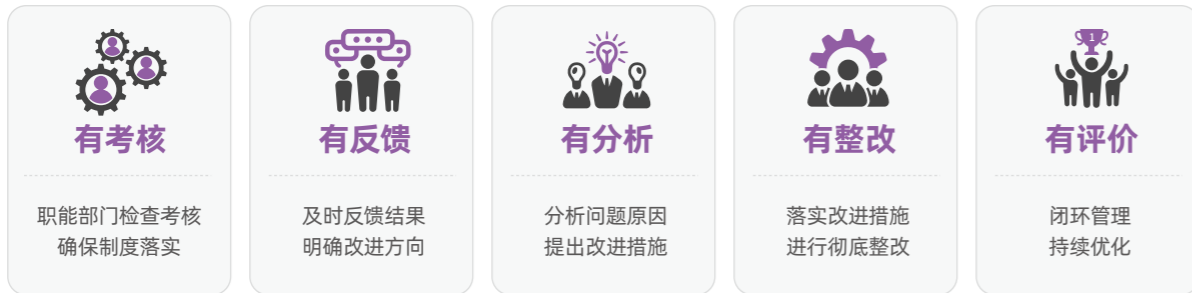 有考核
职能部门检查考核
确保制度落实
有反馈
及时反馈结果
明确改进方向
有分析
分析问题原因
提出改进措施
有整改
落实改进措施
进行彻底整改
有评价
闭环管理
持续优化